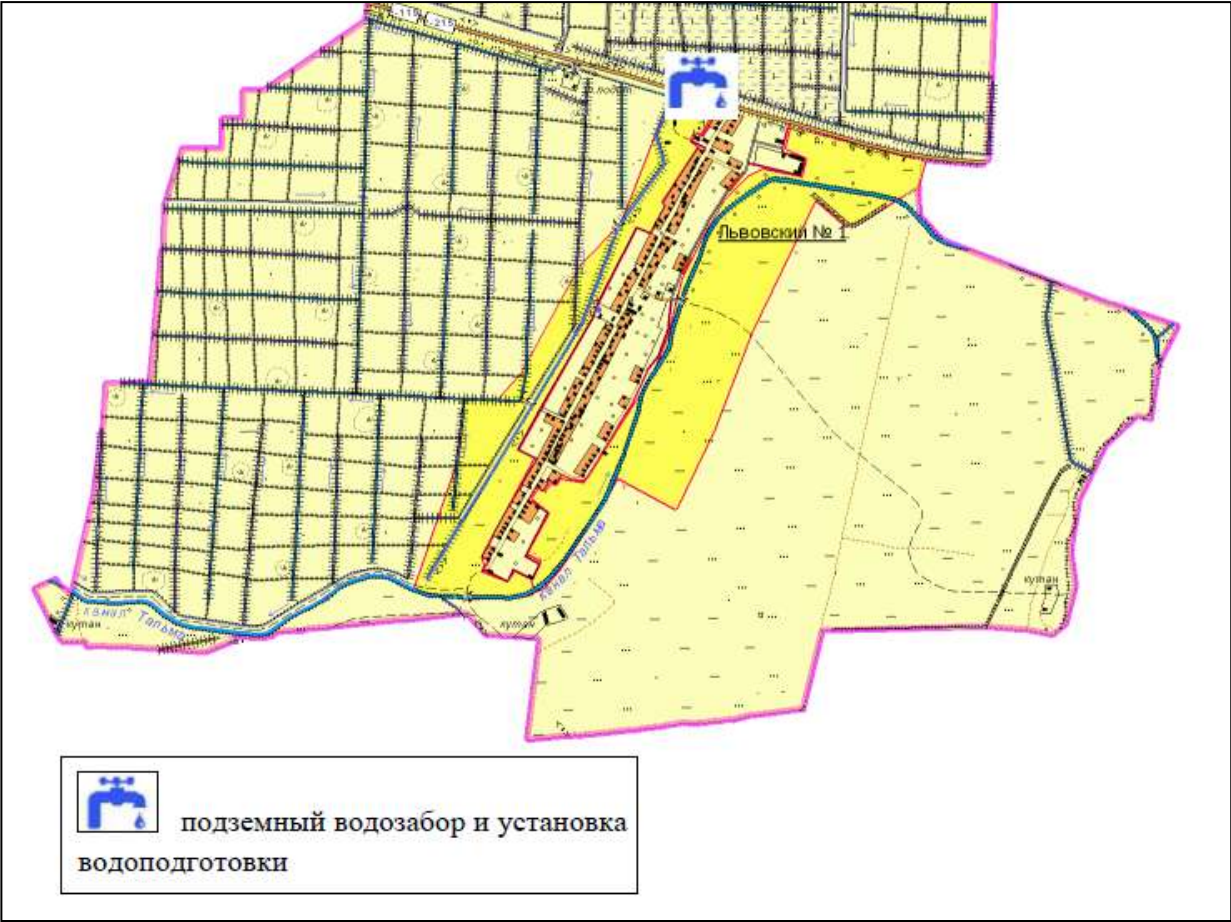 Львовский № 1
канал Тальма
кутан
кутан
канал Тальма
кутан
подземный водозабор и установка
водоподготовки